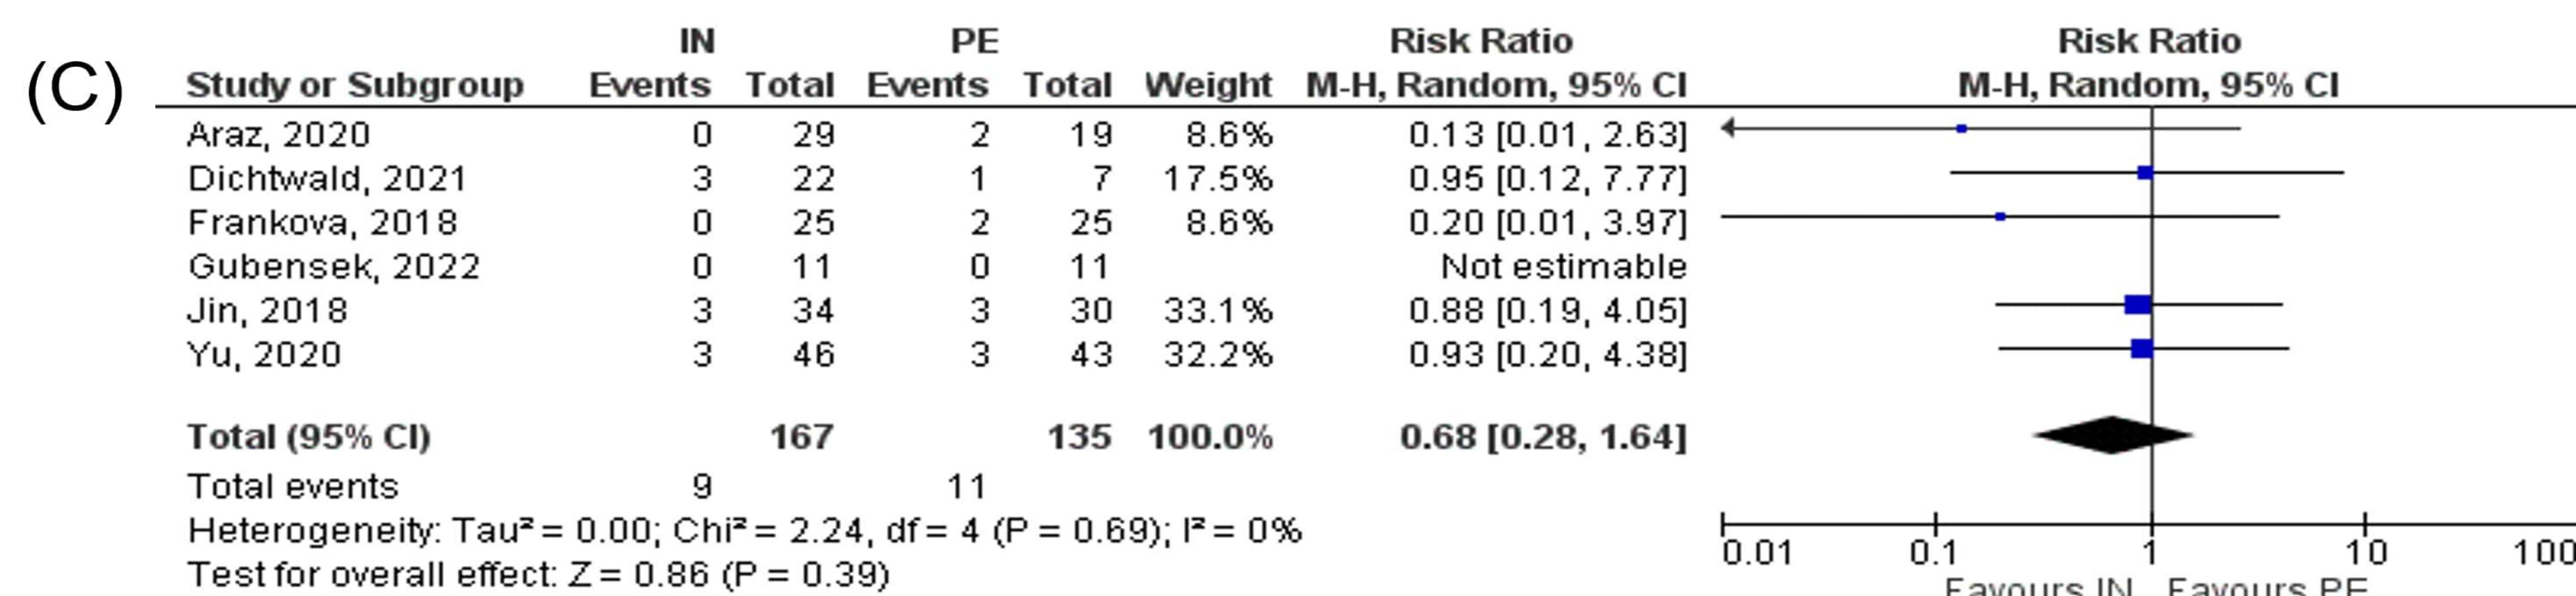 (C)
IN PE Risk Ratio Risk Ratio
Study or Subgroup Events Total Events Total Weight M-H, Random, 95% CI M-H, Random, 95% CI
Araz, 2020 0 29 2 19 8.6% 0.13 [0.01, 2.63]
Dichtwald, 2021 3 22 1 7 17.5% 0.95 [0.12, 7.77]
Frankova, 2018 0 25 2 25 8.6% 0.20 [0.01, 3.97]
Gubensek, 2022 0 11 0 11 Not estimable
Jin, 2018 3 34 3 30 33.1% 0.88 [0.19, 4.05]
Yu, 2020 3 46 3 43 32.2% 0.93 [0.20, 4.38]
Total (95% CI) 167 135 100.0% 0.68 [0.28, 1.64]
Total events 9 11
Heterogeneity: Tau² = 0.00; Chi² = 2.24, df = 4 (P = 0.69); I² = 0%
Test for overall effect: Z = 0.86 (P = 0.39)
0.01 0.1 1 10 100
Favours IN Favours PE